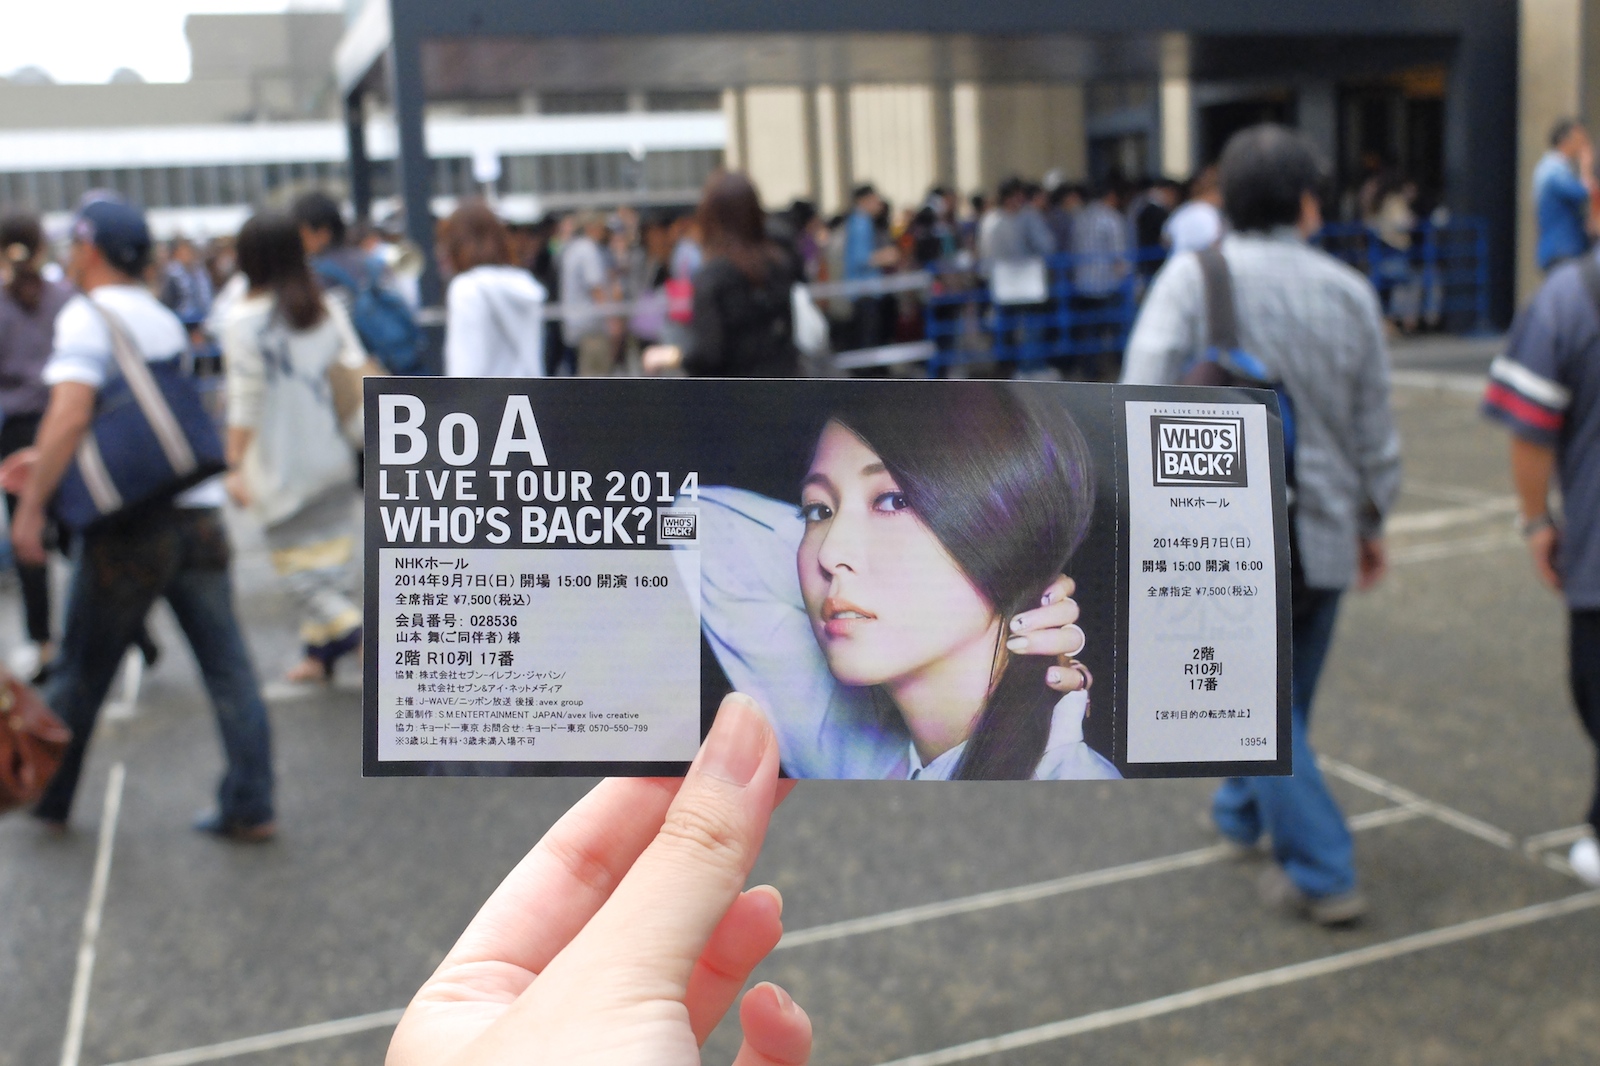 BoA
LIVE TOUR 2014
WHO'S BACK?
WHO'S
BACK?
NHKホール
2014年9月7日(日) 開場 15:00 開演 16:00
全席指定 ¥7,500(税込)
会員番号: 028536
山本 舞(ご同伴者) 様
2階 R10列 17番
協賛:株式会社セブン-イレブン・ジャパン/
株式会社セブン&アイ・ネットメディア
主催:J-WAVE/ニッポン放送 後援:avex group
企画制作:S.M.ENTERTAINMENT JAPAN/avex live creative
協力:キョードー東京 お問合せ:キョードー東京 0570-550-799
※3歳以上有料・3歳未満入場不可
BoA LIVE TOUR 2014
WHO'S
BACK?
NHKホール
2014年9月7日(日)
開場 15:00 開演 16:00
全席指定 ¥7,500(税込)
2階
R10列
17番
【営利目的の転売禁止】
13954